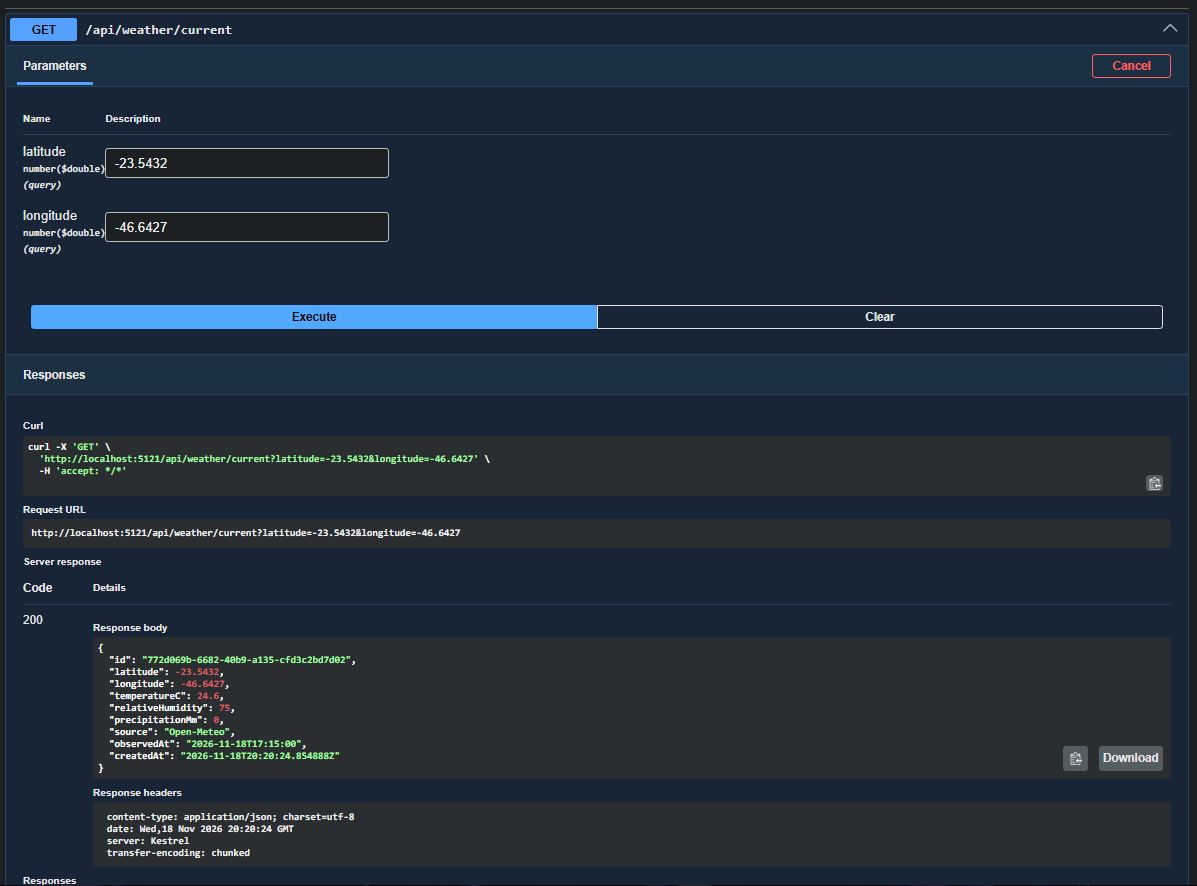 GET /api/weather/current
Parameters Cancel
Name Description
latitude
number($double)
(query)
-23.5432
longitude
number($double)
(query)
-46.6427
Execute Clear
Responses
Curl
curl -X 'GET' \
  'http://localhost:5121/api/weather/current?latitude=-23.5432&longitude=-46.6427' \
  -H 'accept: */*'
Request URL
http://localhost:5121/api/weather/current?latitude=-23.5432&longitude=-46.6427
Server response
Code Details
200
Response body
{
  "id": "772d069b-6682-40b9-a135-cfd3c2bd7d02",
  "latitude": -23.5432,
  "longitude": -46.6427,
  "temperatureC": 24.6,
  "relativeHumidity": 75,
  "precipitationMm": 0,
  "source": "Open-Meteo",
  "observedAt": "2026-11-18T17:15:00",
  "createdAt": "2026-11-18T20:20:24.854888Z"
}
Download
Response headers
content-type: application/json; charset=utf-8
date: Wed,18 Nov 2026 20:20:24 GMT
server: Kestrel
transfer-encoding: chunked
Responses